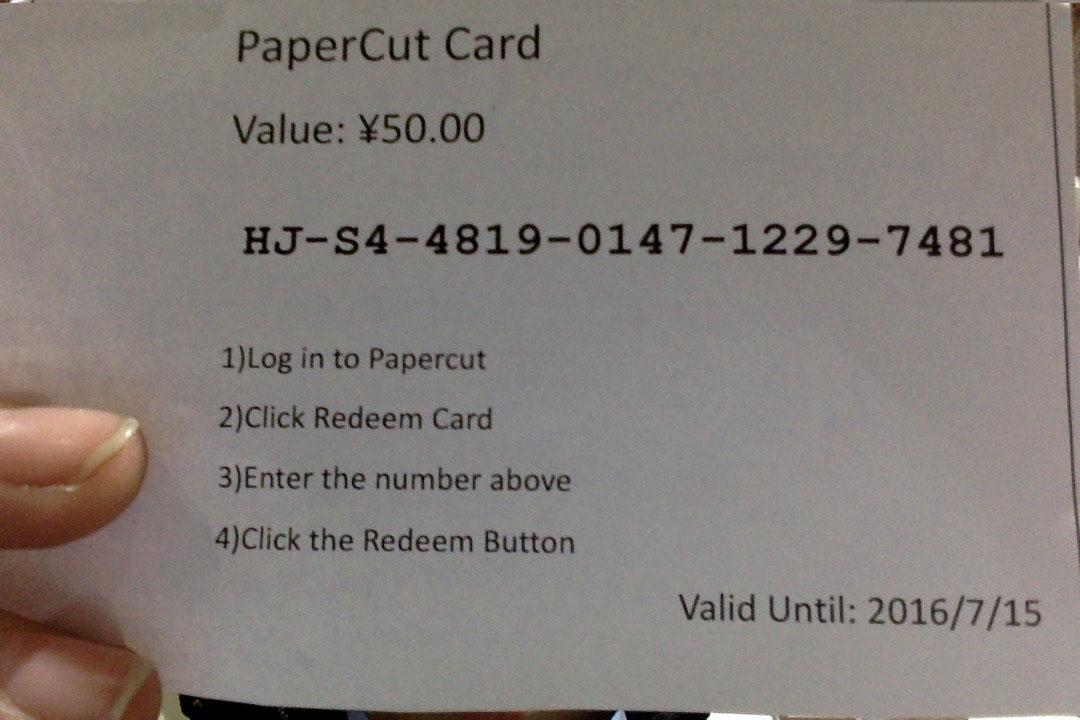 PaperCut Card
Value: ¥50.00
HJ-S4-4819-0147-1229-7481
1)Log in to Papercut
2)Click Redeem Card
3)Enter the number above
4)Click the Redeem Button
Valid Until: 2016/7/15